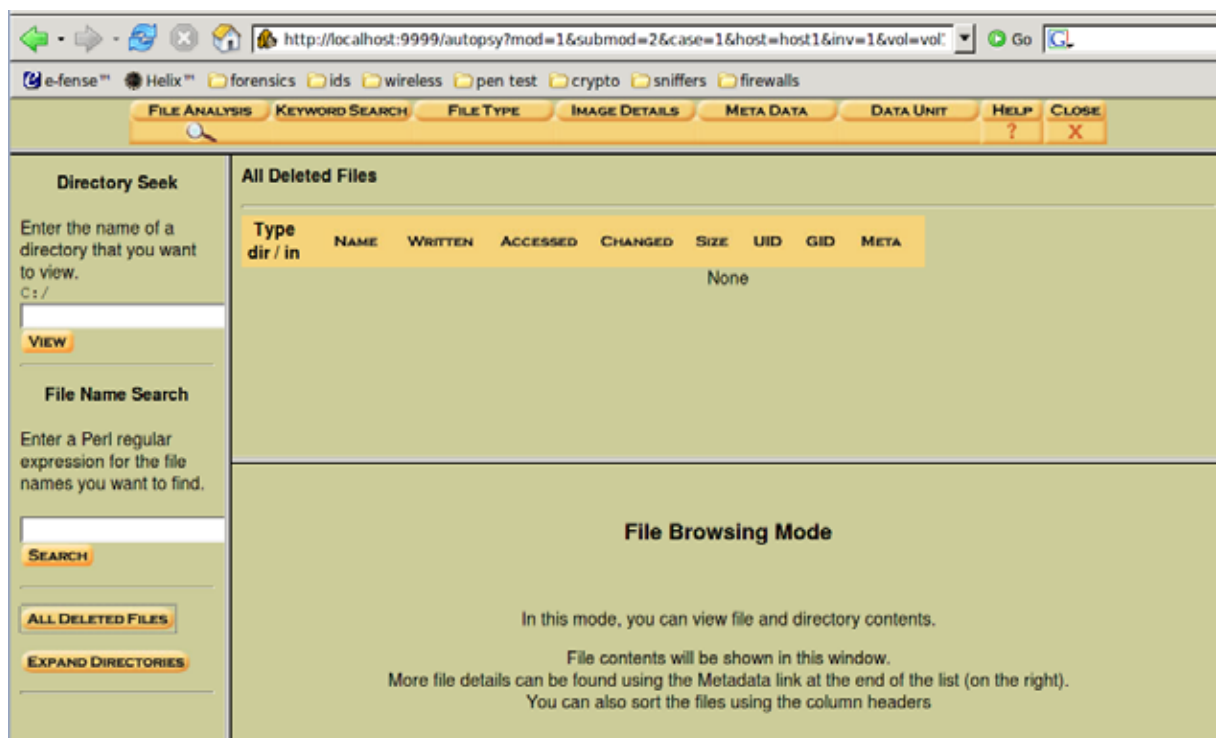 http://localhost:9999/autopsy?mod=1&submod=2&case=1&host=host1&inv=1&vol=vol
Go
G
e-fense™ Helix™ forensics ids wireless pen test crypto sniffers firewalls
FILE ANALYSIS KEYWORD SEARCH FILE TYPE IMAGE DETAILS META DATA DATA UNIT HELP CLOSE
? X
Directory Seek
Enter the name of a
directory that you want
to view.
C:/
VIEW
File Name Search
Enter a Perl regular
expression for the file
names you want to find.
SEARCH
ALL DELETED FILES
EXPAND DIRECTORIES
All Deleted Files
Type
dir / in
NAME WRITTEN ACCESSED CHANGED SIZE UID GID META
None
File Browsing Mode
In this mode, you can view file and directory contents.
File contents will be shown in this window.
More file details can be found using the Metadata link at the end of the list (on the right).
You can also sort the files using the column headers